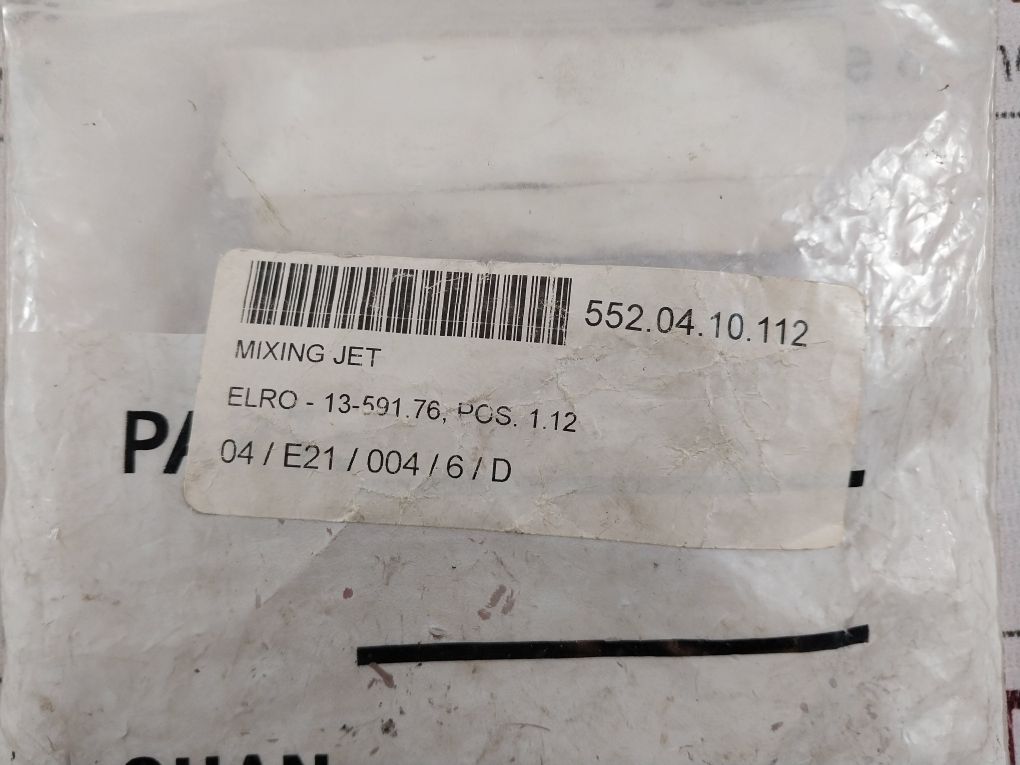 552.04.10.112
MIXING JET
ELRO - 13-591.76, POS. 1.12
04 / E21 / 004 / 6 / D